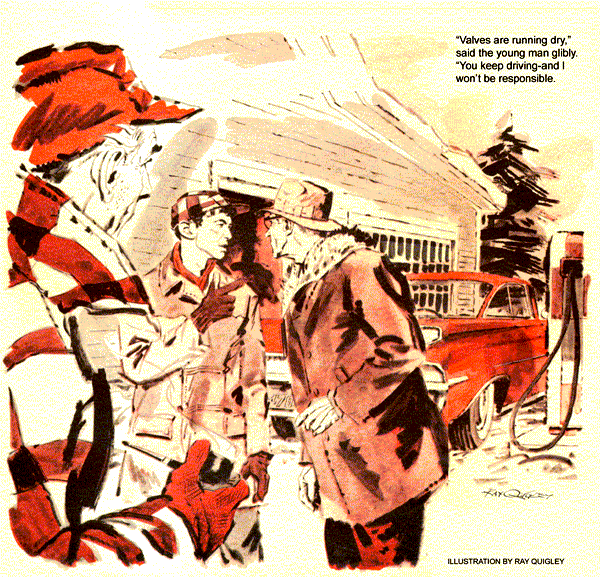 “Valves are running dry,”
said the young man glibly.
“You keep driving-and I
won’t be responsible.
RAY QUIGLEY
ILLUSTRATION BY RAY QUIGLEY